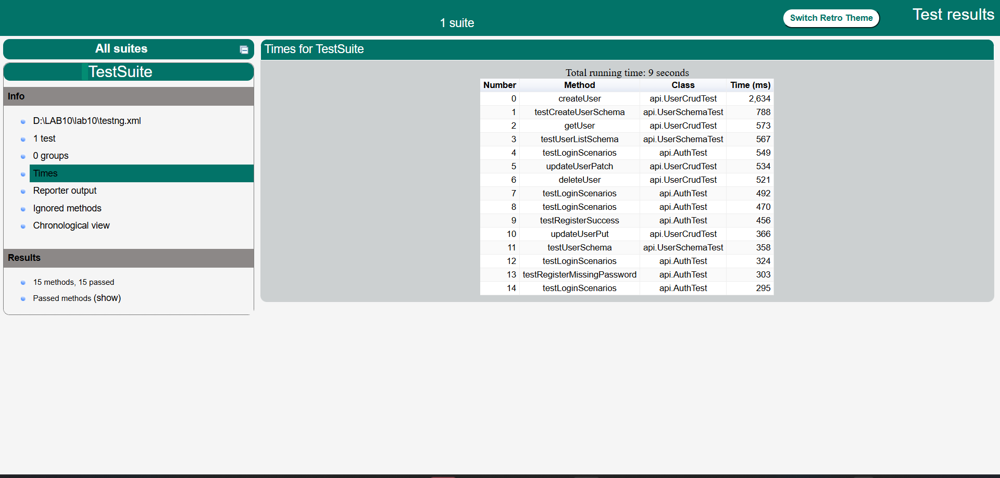 1 suite
Switch Retro Theme
Test results
All suites
TestSuite
Info
D:\LAB10\lab10\testng.xml
1 test
0 groups
Times
Reporter output
Ignored methods
Chronological view
Results
15 methods, 15 passed
Passed methods (show)
Times for TestSuite
Total running time: 9 seconds
Number Method Class Time (ms)
0 createUser api.UserCrudTest 2,634
1 testCreateUserSchema api.UserSchemaTest 788
2 getUser api.UserCrudTest 573
3 testUserListSchema api.UserSchemaTest 567
4 testLoginScenarios api.AuthTest 549
5 updateUserPatch api.UserCrudTest 534
6 deleteUser api.UserCrudTest 521
7 testLoginScenarios api.AuthTest 492
8 testLoginScenarios api.AuthTest 470
9 testRegisterSuccess api.AuthTest 456
10 updateUserPut api.UserCrudTest 366
11 testUserSchema api.UserSchemaTest 358
12 testLoginScenarios api.AuthTest 324
13 testRegisterMissingPassword api.AuthTest 303
14 testLoginScenarios api.AuthTest 295